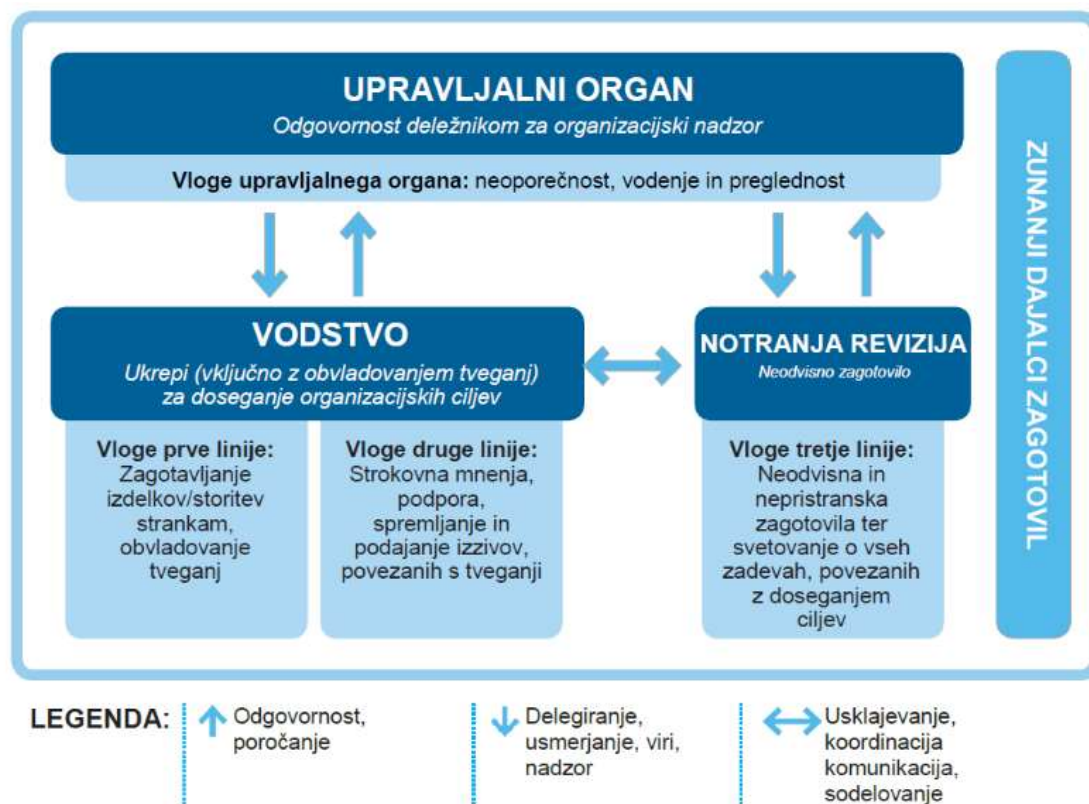 UPRAVLJALNI ORGAN
Odgovornost deležnikom za organizacijski nadzor
Vloge upravljalnega organa: neoporečnost, vodenje in preglednost
VODSTVO
Ukrepi (vključno z obvladovanjem tveganj)
za doseganje organizacijskih ciljev
Vloge prve linije:
Zagotavljanje
izdelkov/storitev
strankam,
obvladovanje
tveganj
Vloge druge linije:
Strokovna mnenja,
podpora,
spremljanje in
podajanje izzivov,
povezanih s tveganji
NOTRANJA REVIZIJA
Neodvisno zagotovilo
Vloge tretje linije:
Neodvisna in
nepristranska
zagotovila ter
svetovanje o vseh
zadevah, povezanih
z doseganjem
ciljev
ZUNANJI DAJALCI ZAGOTOVIL
LEGENDA:
Odgovornost,
poročanje
Delegiranje,
usmerjanje, viri,
nadzor
Usklajevanje,
koordinacija
komunikacija,
sodelovanje